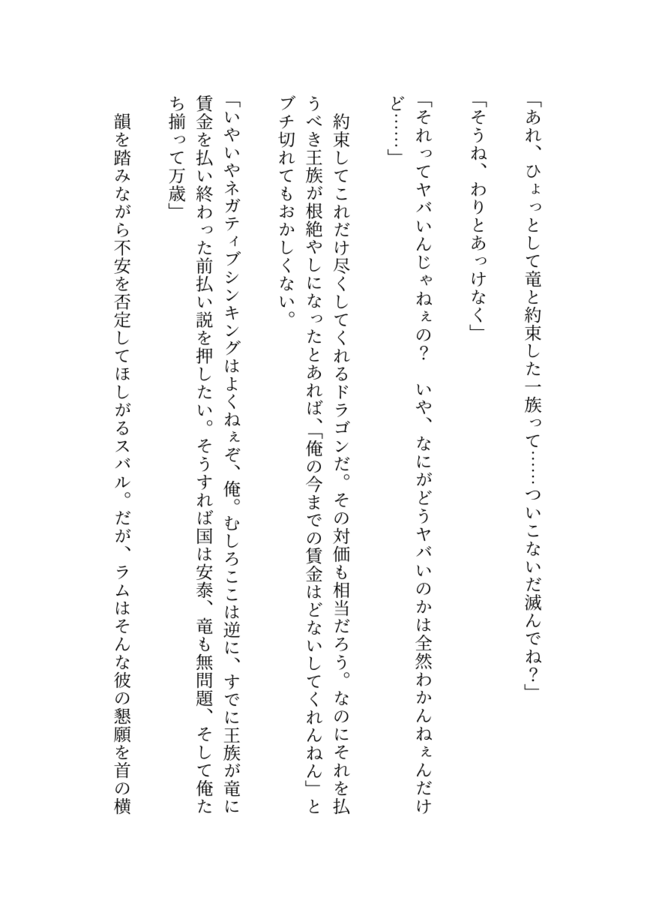 「あれ、ひょっとして竜と約束した一族って……ついこないだ滅んでね？」
「そうね、わりとあっけなく」
「それってヤバいんじゃねぇの？　いや、なにがどうヤバいのかは全然わかんねぇんだけ
ど……」
　約束してこれだけ尽くしてくれるドラゴンだ。その対価も相当だろう。なのにそれを払
うべき王族が根絶やしになったとあれば、「俺の今までの賃金はどないしてくれんねん」と
ブチ切れてもおかしくない。
「いやいやネガティブシンキングはよくねぇぞ、俺。むしろここは逆に、すでに王族が竜に
賃金を払い終わった前払い説を押したい。そうすれば国は安泰、竜も無問題、そして俺た
ち揃って万歳」
　韻を踏みながら不安を否定してほしがるスバル。だが、ラムはそんな彼の懇願を首の横